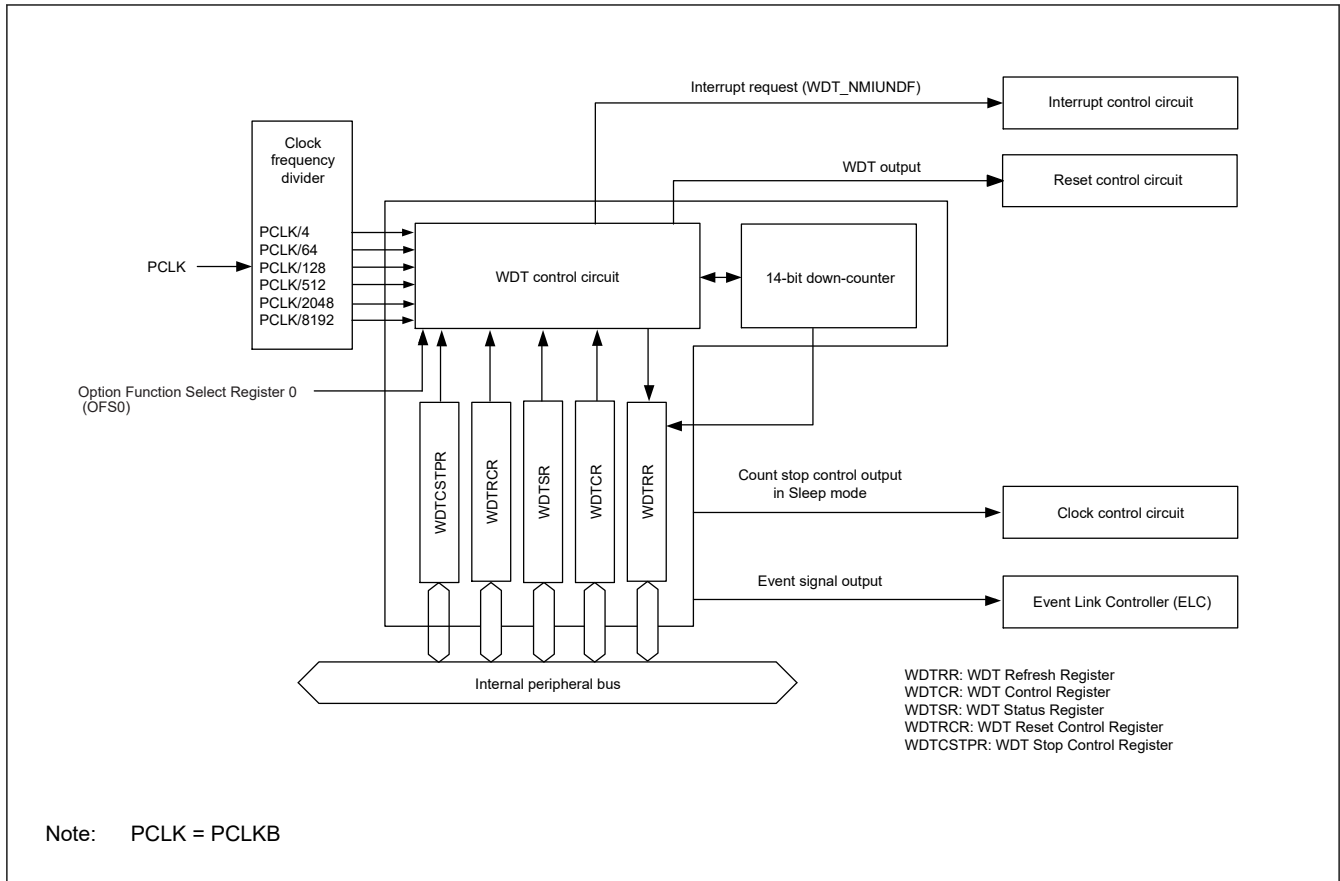 Interrupt request (WDT_NMIUNDF)
Interrupt control circuit
Clock
frequency
divider
WDT output
Reset control circuit
PCLK/4
PCLK/64
PCLK/128
PCLK/512
PCLK/2048
PCLK/8192
PCLK
WDT control circuit
14-bit down-counter
Option Function Select Register 0
(OFS0)
WDTCSTPR
WDTRCR
WDTSR
WDTCR
WDTRR
Count stop control output
in Sleep mode
Clock control circuit
Event signal output
Event Link Controller (ELC)
Internal peripheral bus
WDTRR: WDT Refresh Register
WDTCR: WDT Control Register
WDTSR: WDT Status Register
WDTRCR: WDT Reset Control Register
WDTCSTPR: WDT Stop Control Register
Note: PCLK = PCLKB